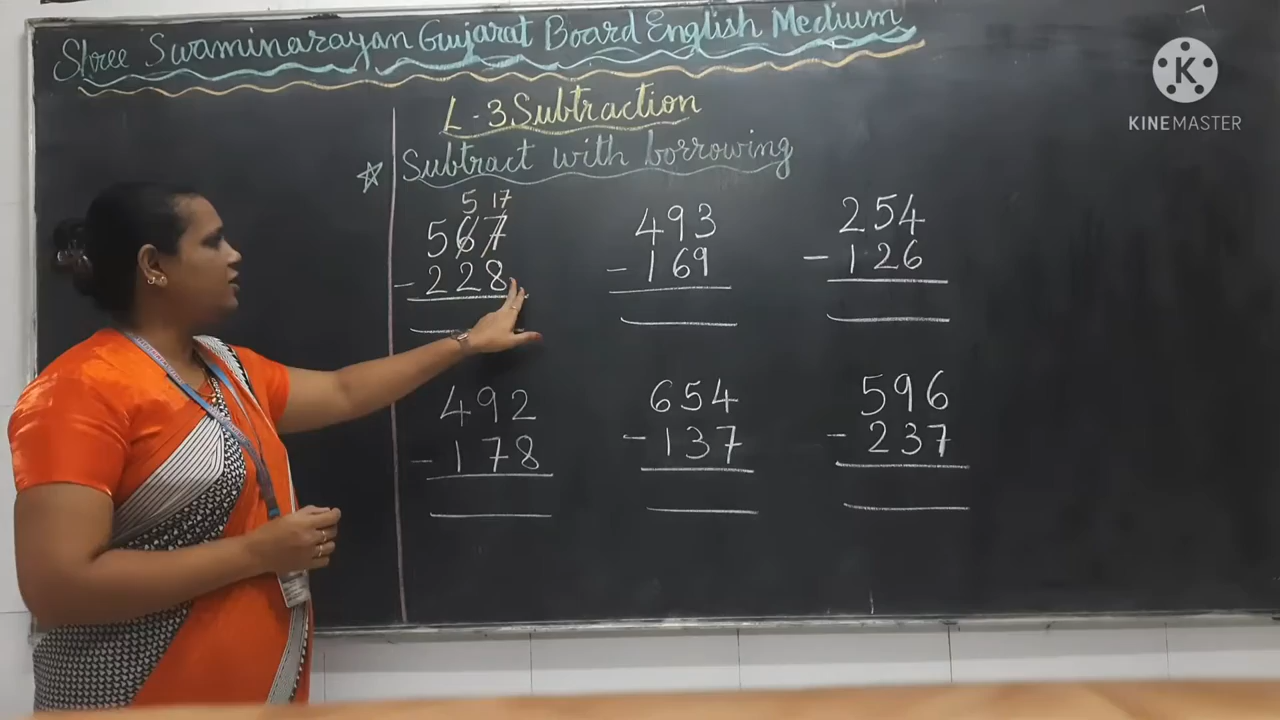 Shree Swaminarayan Gujarat Board English Medium
L-3 Subtraction
☆ Subtract with borrowing
5 17
567
- 228
493
- 169
254
- 126
492
- 178
654
- 137
596
- 237
K
KINEMASTER